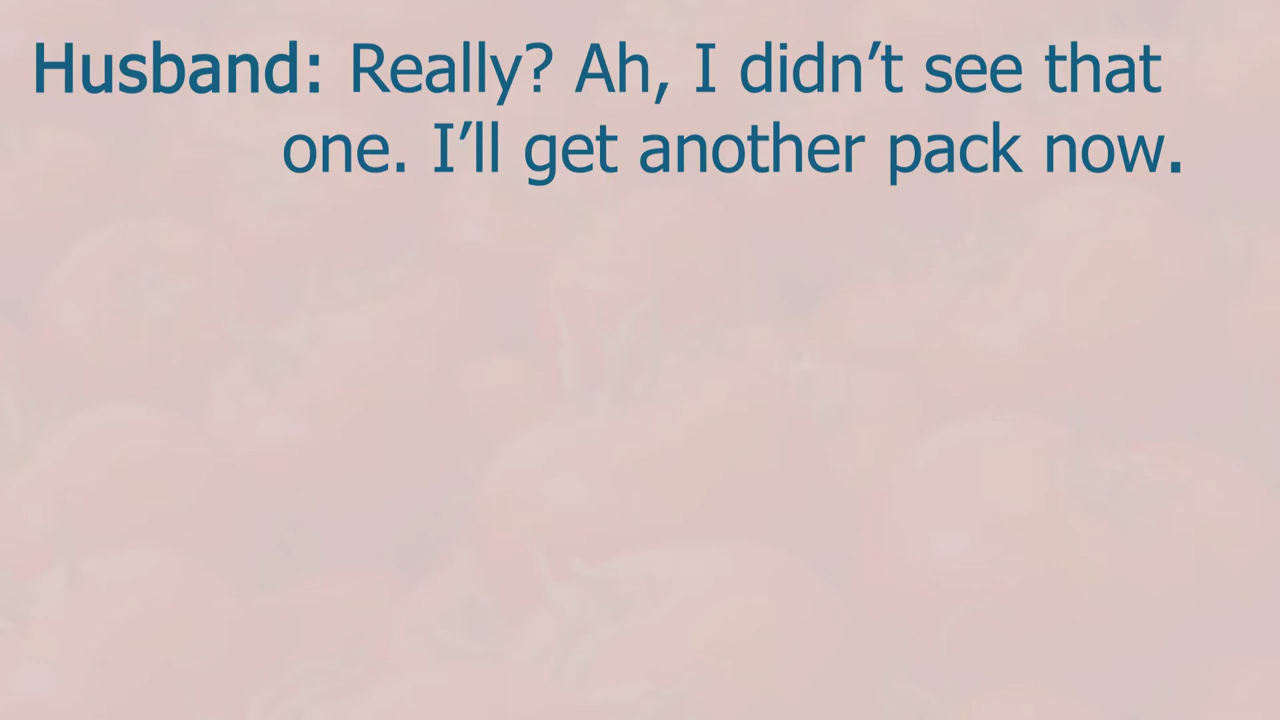 Husband: Really? Ah, I didn’t see that
one. I’ll get another pack now.